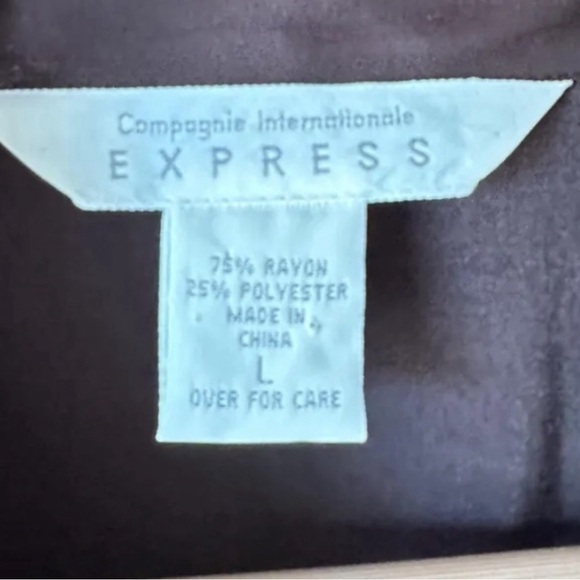 Compagnie Internationale
EXPRESS
75% RAYON
25% POLYESTER
MADE IN
CHINA
L
OVER FOR CARE